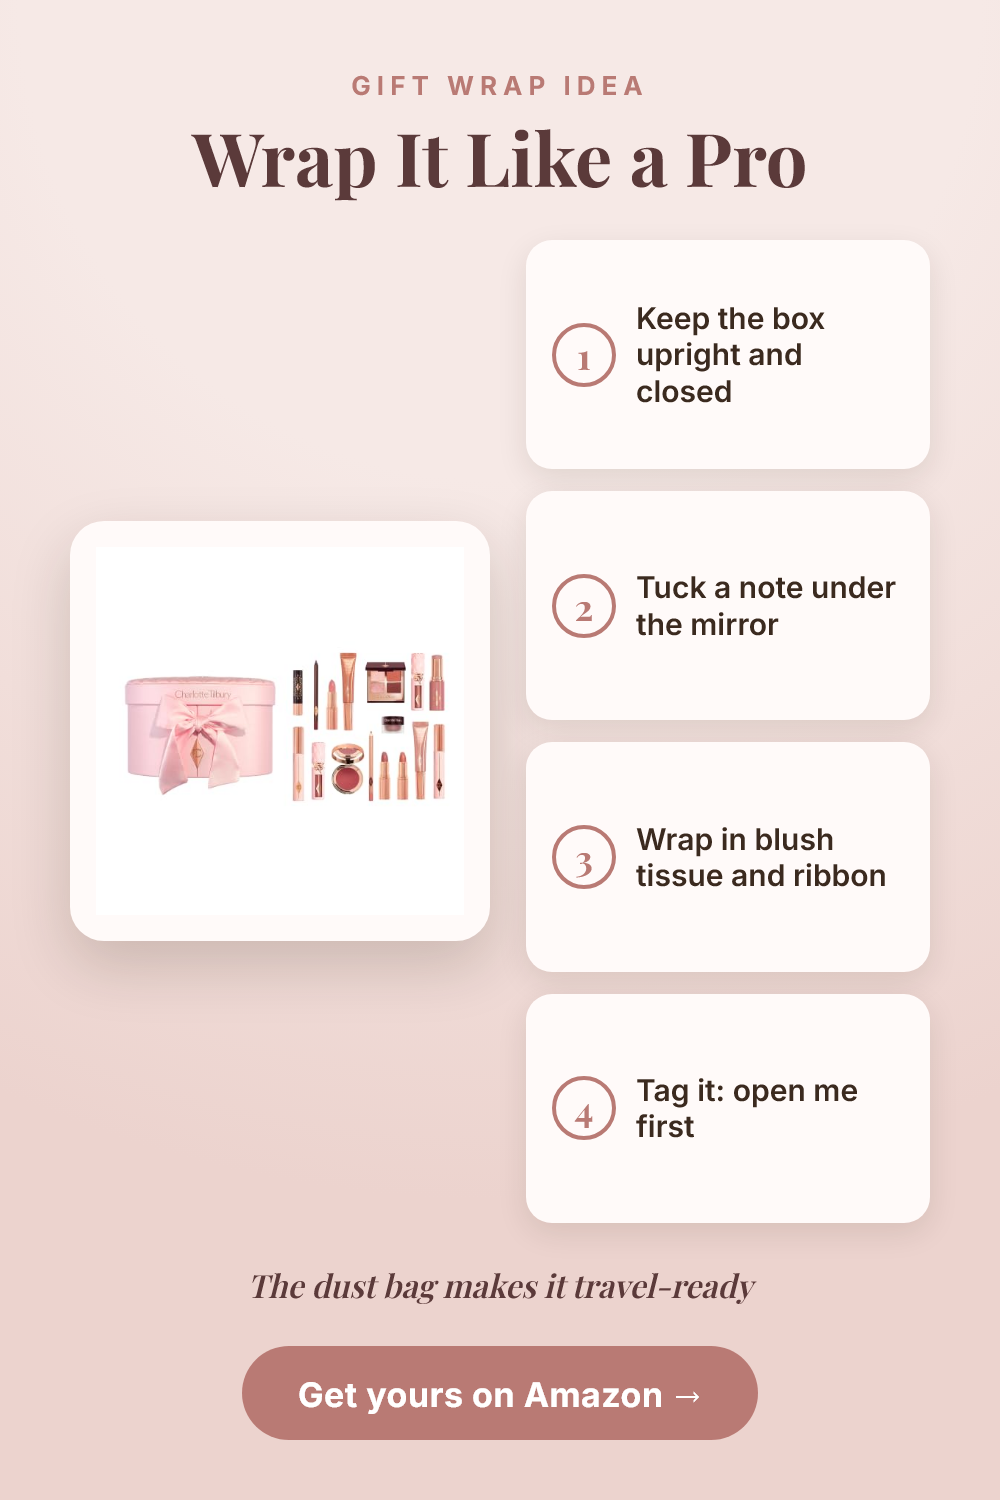 GIFT WRAP IDEA
Wrap It Like a Pro
Charlotte Tilbury
1
Keep the box
upright and
closed
2
Tuck a note under
the mirror
3
Wrap in blush
tissue and ribbon
4
Tag it: open me
first
The dust bag makes it travel-ready
Get yours on Amazon →